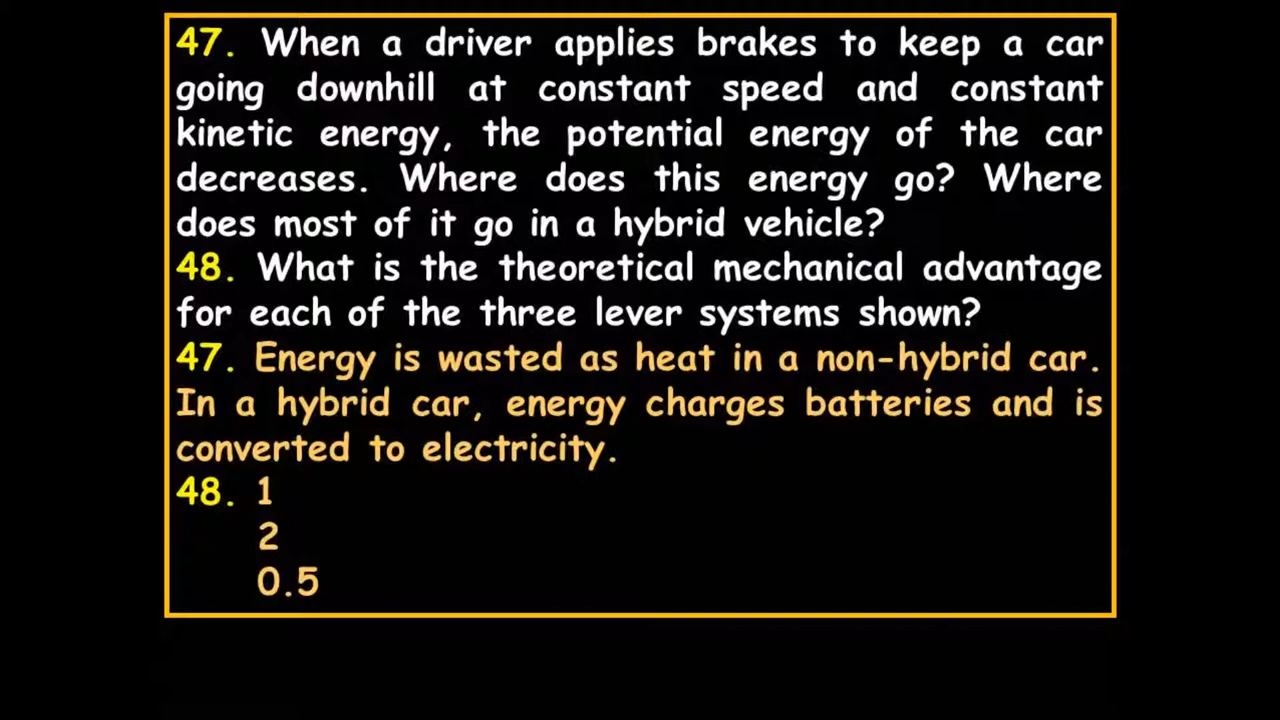 47. When a driver applies brakes to keep a car
going downhill at constant speed and constant
kinetic energy, the potential energy of the car
decreases. Where does this energy go? Where
does most of it go in a hybrid vehicle?
48. What is the theoretical mechanical advantage
for each of the three lever systems shown?
47. Energy is wasted as heat in a non-hybrid car.
In a hybrid car, energy charges batteries and is
converted to electricity.
48. 1
2
0.5